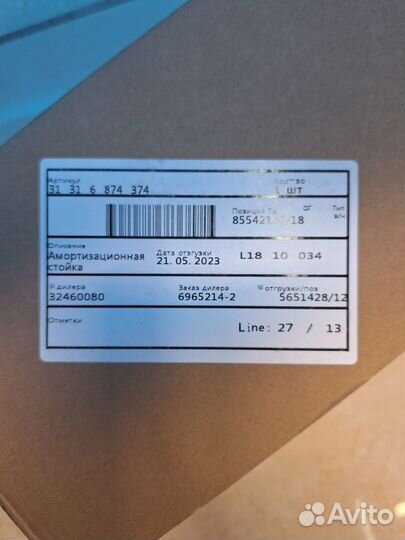 Артикул Кол-во
31 31 6 874 374 1 шт
Позиция ОГ Тип
х/ч
Описание
Амортизационная Дата отгузки L18 10 034
стойка 21.05.2023
№ дилера Заказ дилера № отгрузки/поз
32460080 6965214-2 5651428/12
Отметки
Line: 27 / 13
Avito